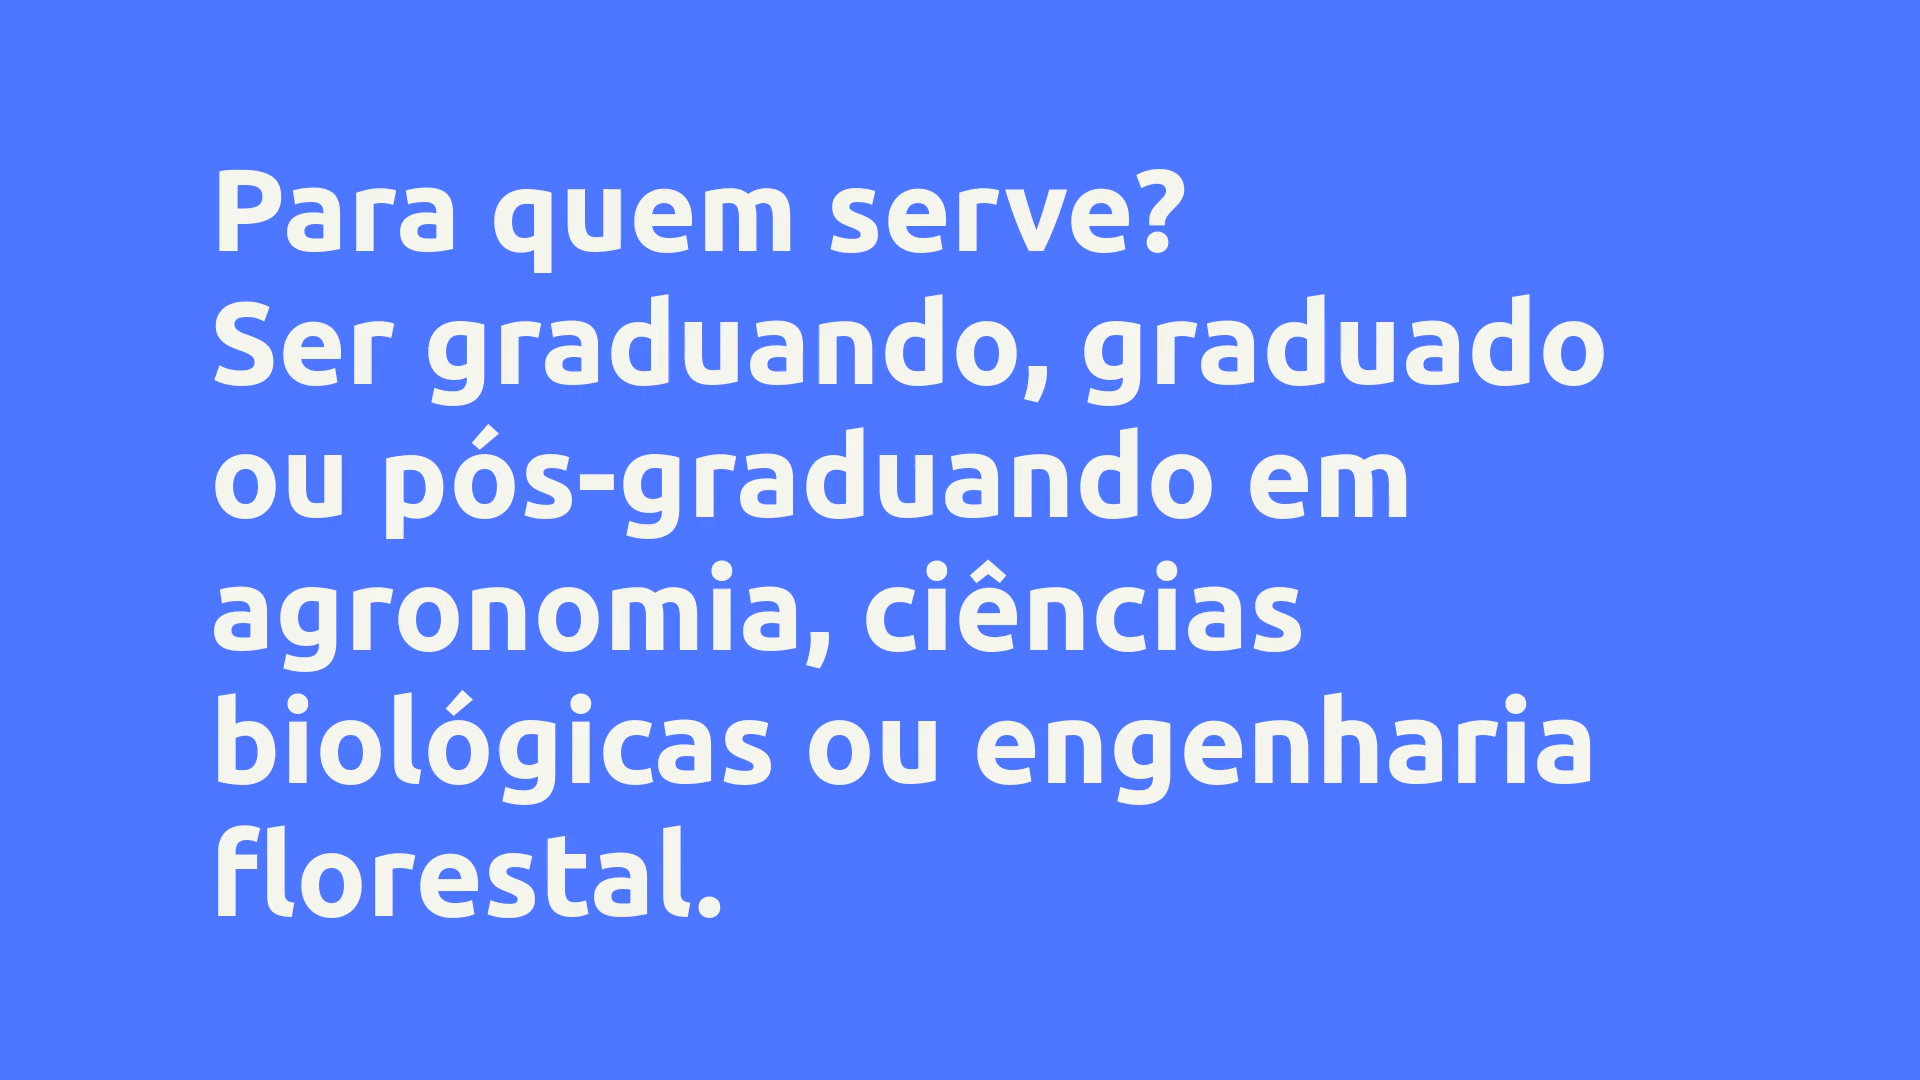 Para quem serve?
Ser graduando, graduado
ou pós-graduando em
agronomia, ciências
biológicas ou engenharia
florestal.